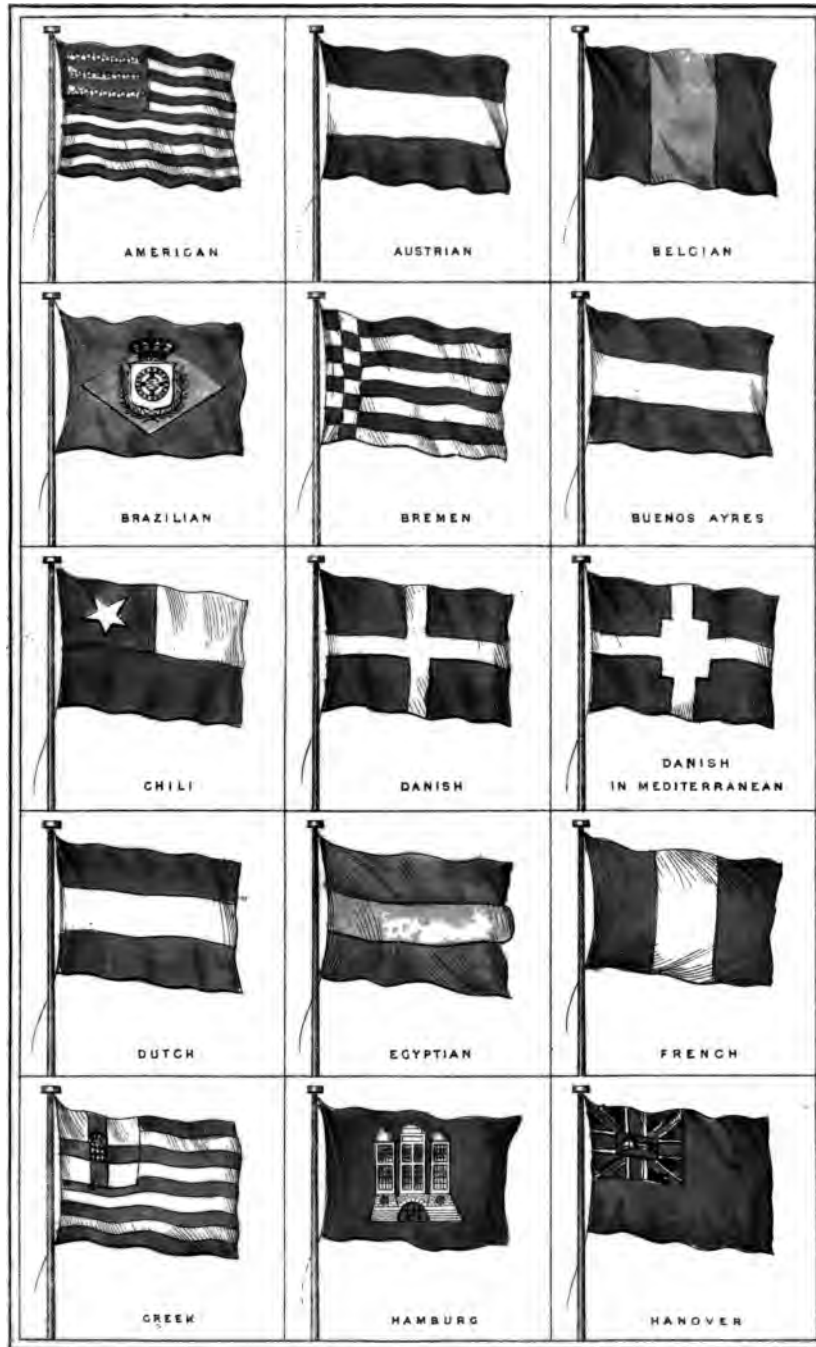 AMERICAN
AUSTRIAN
BELGIAN
BRAZILIAN
BREMEN
BUENOS AYRES
CHILI
DANISH
DANISH
IN MEDITERRANEAN
DUTCH
EGYPTIAN
FRENCH
GREEK
HAMBURG
HANOVER